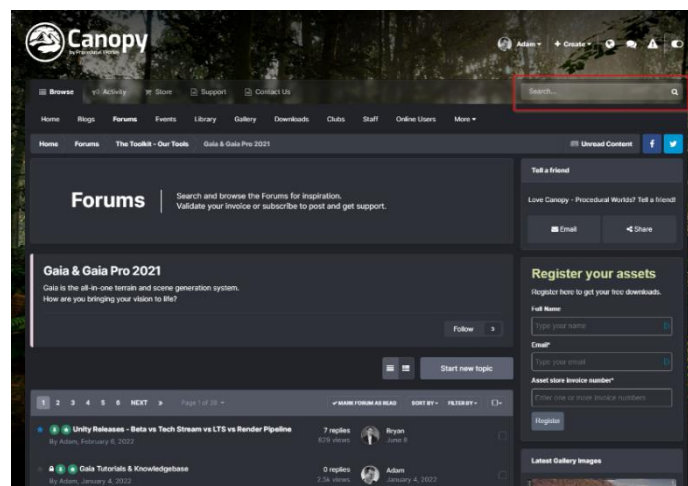 Canopy
by Procedural Worlds
Adam
+ Create
Browse
Activity
Store
Support
Contact Us
Search...
Home
Blogs
Forums
Events
Library
Gallery
Downloads
Clubs
Staff
Online Users
More
Home
Forums
The Toolkit - Our Tools
Gaia & Gaia Pro 2021
Unread Content
Forums
Search and browse the Forums for inspiration.
Validate your invoice or subscribe to post and get support.
Tell a friend
Love Canopy - Procedural Worlds? Tell a friend!
Email
Share
Gaia & Gaia Pro 2021
Gaia is the all-in-one terrain and scene generation system.
How are you bringing your vision to life?
Follow 3
Start new topic
Register your assets
Register here to get your free downloads.
Full Name
Type your name
Email*
Type your email
Asset store invoice number*
Enter one or more invoice numbers
Register
1 2 3 4 5 6 NEXT » Page 1 of 28
MARK FORUM AS READ
SORT BY
FILTER BY
Unity Releases - Beta vs Tech Stream vs LTS vs Render Pipeline
By Adam, February 6, 2022
7 replies
829 views
Bryan
June 8
Gaia Tutorials & Knowledgebase
By Adam, January 4, 2022
0 replies
2.5k views
Adam
January 4, 2022
Latest Gallery Images